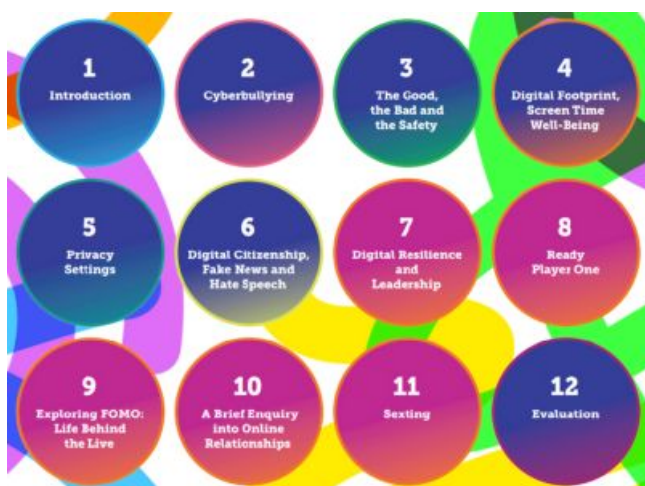 1
Introduction
2
Cyberbullying
3
The Good,
the Bad and
the Safety
4
Digital Footprint,
Screen Time
Well-Being
5
Privacy
Settings
6
Digital Citizenship,
Fake News and
Hate Speech
7
Digital Resilience
and
Leadership
8
Ready
Player One
9
Exploring FOMO:
Life Behind
the Live
10
A Brief Enquiry
into Online
Relationships
11
Sexting
12
Evaluation